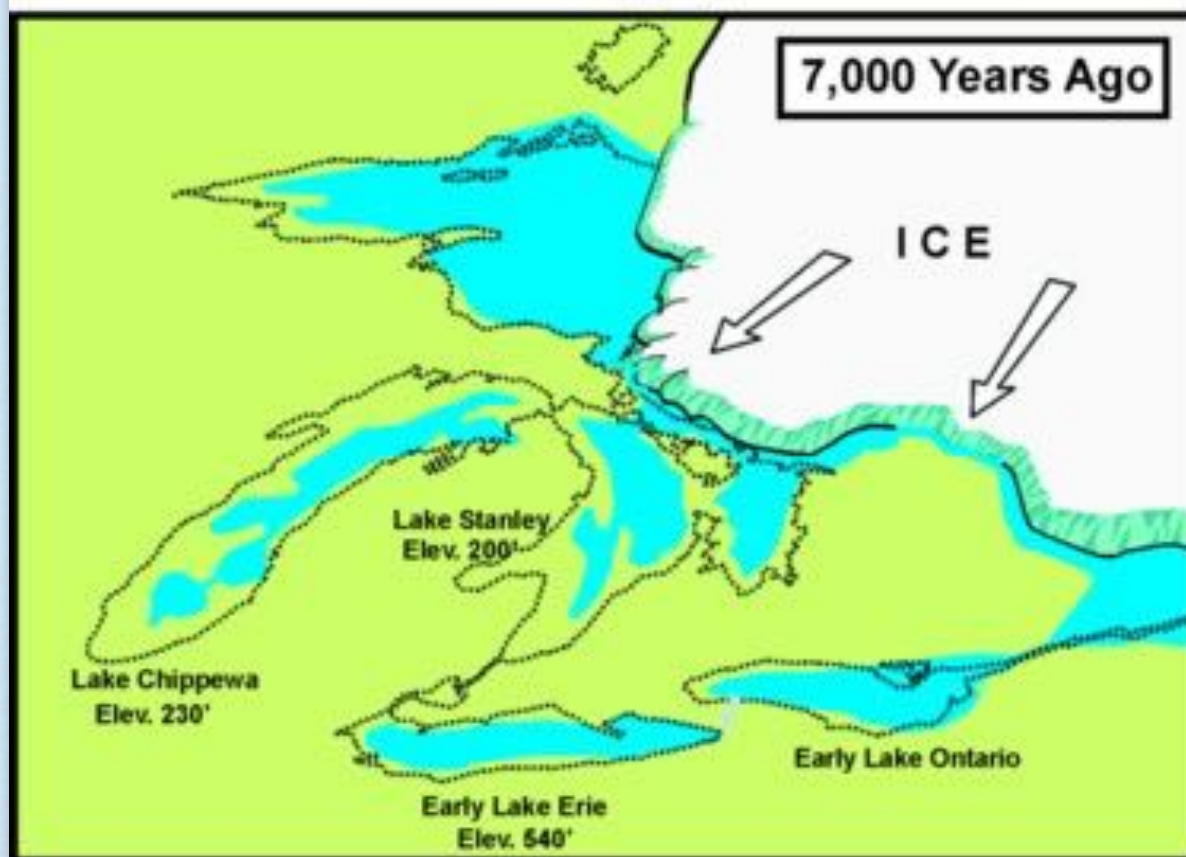 7,000 Years Ago
I C E
Lake Stanley
Elev. 200'
Lake Chippewa
Elev. 230'
Early Lake Ontario
Early Lake Erie
Elev. 540'